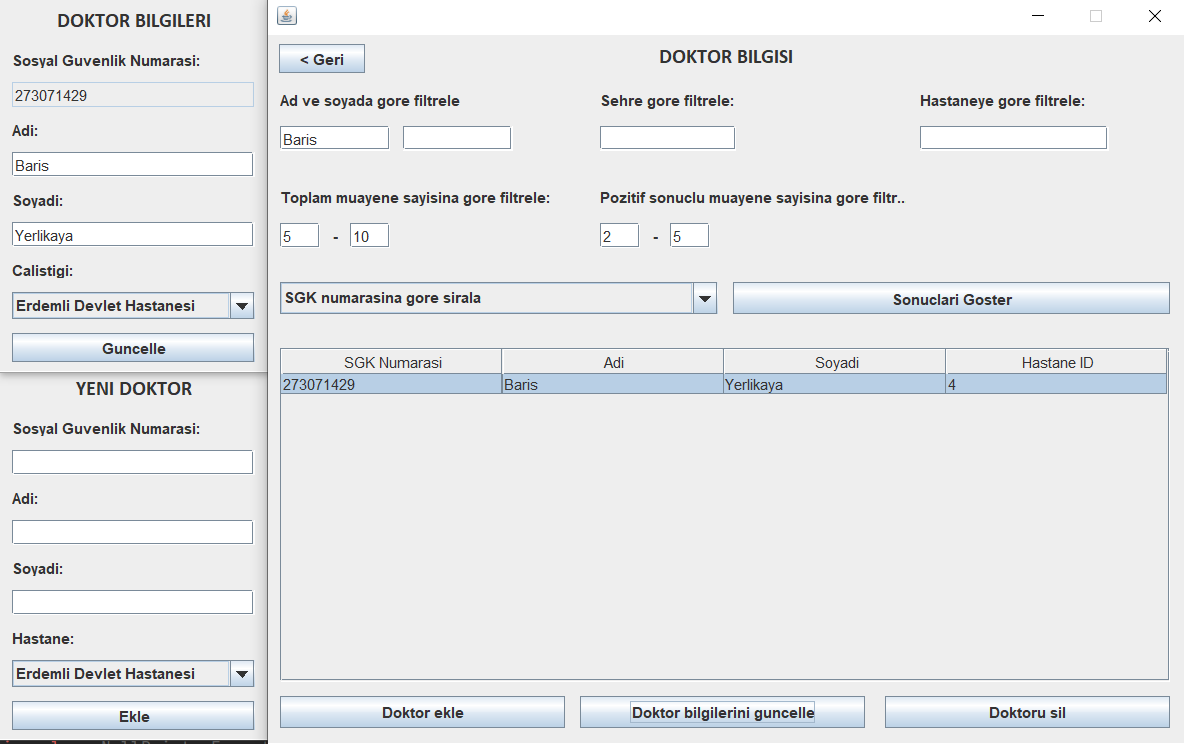 DOKTOR BILGILERI
Sosyal Guvenlik Numarasi:
273071429
Adi:
Baris
Soyadi:
Yerlikaya
Calistigi:
Erdemli Devlet Hastanesi
Guncelle
YENI DOKTOR
Sosyal Guvenlik Numarasi:
Adi:
Soyadi:
Hastane:
Erdemli Devlet Hastanesi
Ekle
< Geri
DOKTOR BILGISI
Ad ve soyada gore filtrele
Sehre gore filtrele:
Hastaneye gore filtrele:
Baris
Toplam muayene sayisina gore filtrele:
Pozitif sonuclu muayene sayisina gore filtr..
5 - 10
2 - 5
SGK numarasina gore sirala
Sonuclari Goster
SGK Numarasi Adi Soyadi Hastane ID
273071429 Baris Yerlikaya 4
Doktor ekle
Doktor bilgilerini guncelle
Doktoru sil